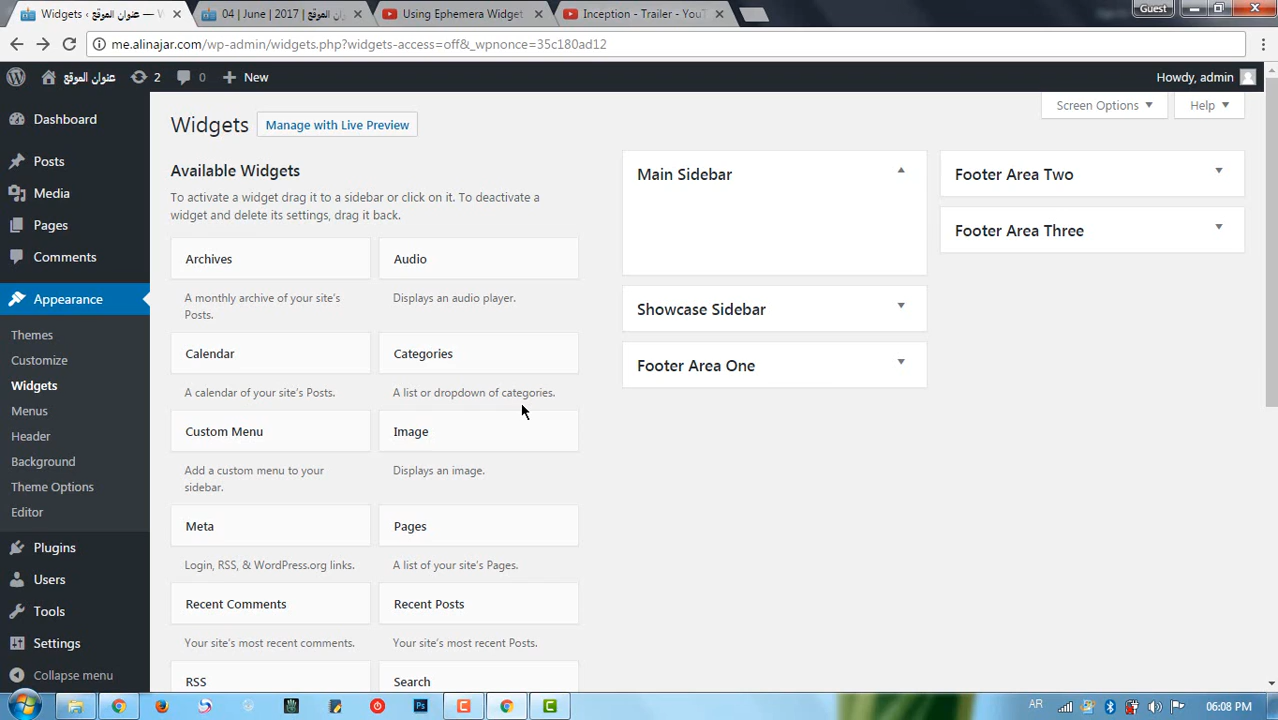 Widgets ‹ عنوان الموقع — W
04 | June | 2017 | عنوان الموقع
Using Ephemera Widget
Inception - Trailer - YouT
Guest
me.alinajar.com/wp-admin/widgets.php?widgets-access=off&_wpnonce=35c180ad12
عنوان الموقع
2
0
New
Howdy, admin
Screen Options
Help
Dashboard
Posts
Media
Pages
Comments
Appearance
Themes
Customize
Widgets
Menus
Header
Background
Theme Options
Editor
Plugins
Users
Tools
Settings
Collapse menu
Widgets
Manage with Live Preview
Available Widgets
To activate a widget drag it to a sidebar or click on it. To deactivate a
widget and delete its settings, drag it back.
Archives
A monthly archive of your site's
Posts.
Audio
Displays an audio player.
Calendar
A calendar of your site's Posts.
Categories
A list or dropdown of categories.
Custom Menu
Add a custom menu to your
sidebar.
Image
Displays an image.
Meta
Login, RSS, & WordPress.org links.
Pages
A list of your site's Pages.
Recent Comments
Your site's most recent comments.
Recent Posts
Your site's most recent Posts.
RSS
Search
Main Sidebar
Showcase Sidebar
Footer Area One
Footer Area Two
Footer Area Three
Ps
C
C
AR
06:08 PM